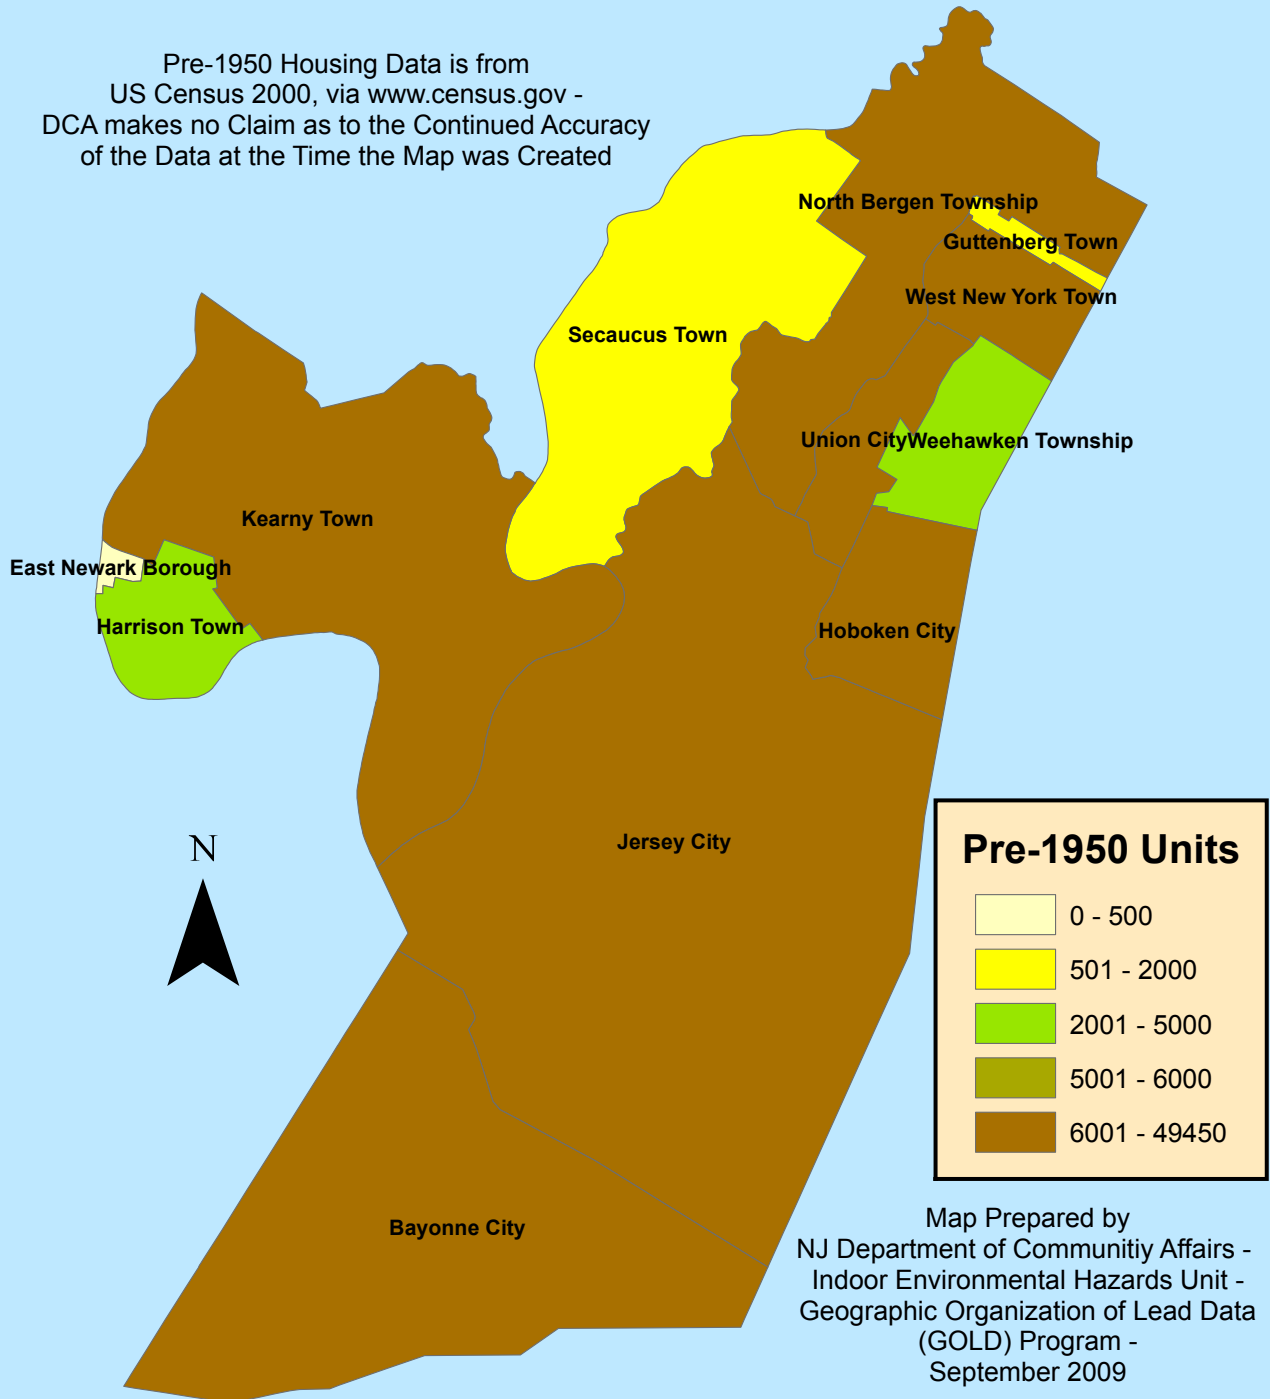 Pre-1950 Housing Data is from
US Census 2000, via www.census.gov -
DCA makes no Claim as to the Continued Accuracy
of the Data at the Time the Map was Created
North Bergen Township
Guttenberg Town
West New York Town
Secaucus Town
Union City
Weehawken Township
Kearny Town
East Newark Borough
Harrison Town
Hoboken City
Jersey City
N
Bayonne City
Pre-1950 Units
0 - 500
501 - 2000
2001 - 5000
5001 - 6000
6001 - 49450
Map Prepared by
NJ Department of Communitiy Affairs -
Indoor Environmental Hazards Unit -
Geographic Organization of Lead Data
(GOLD) Program -
September 2009